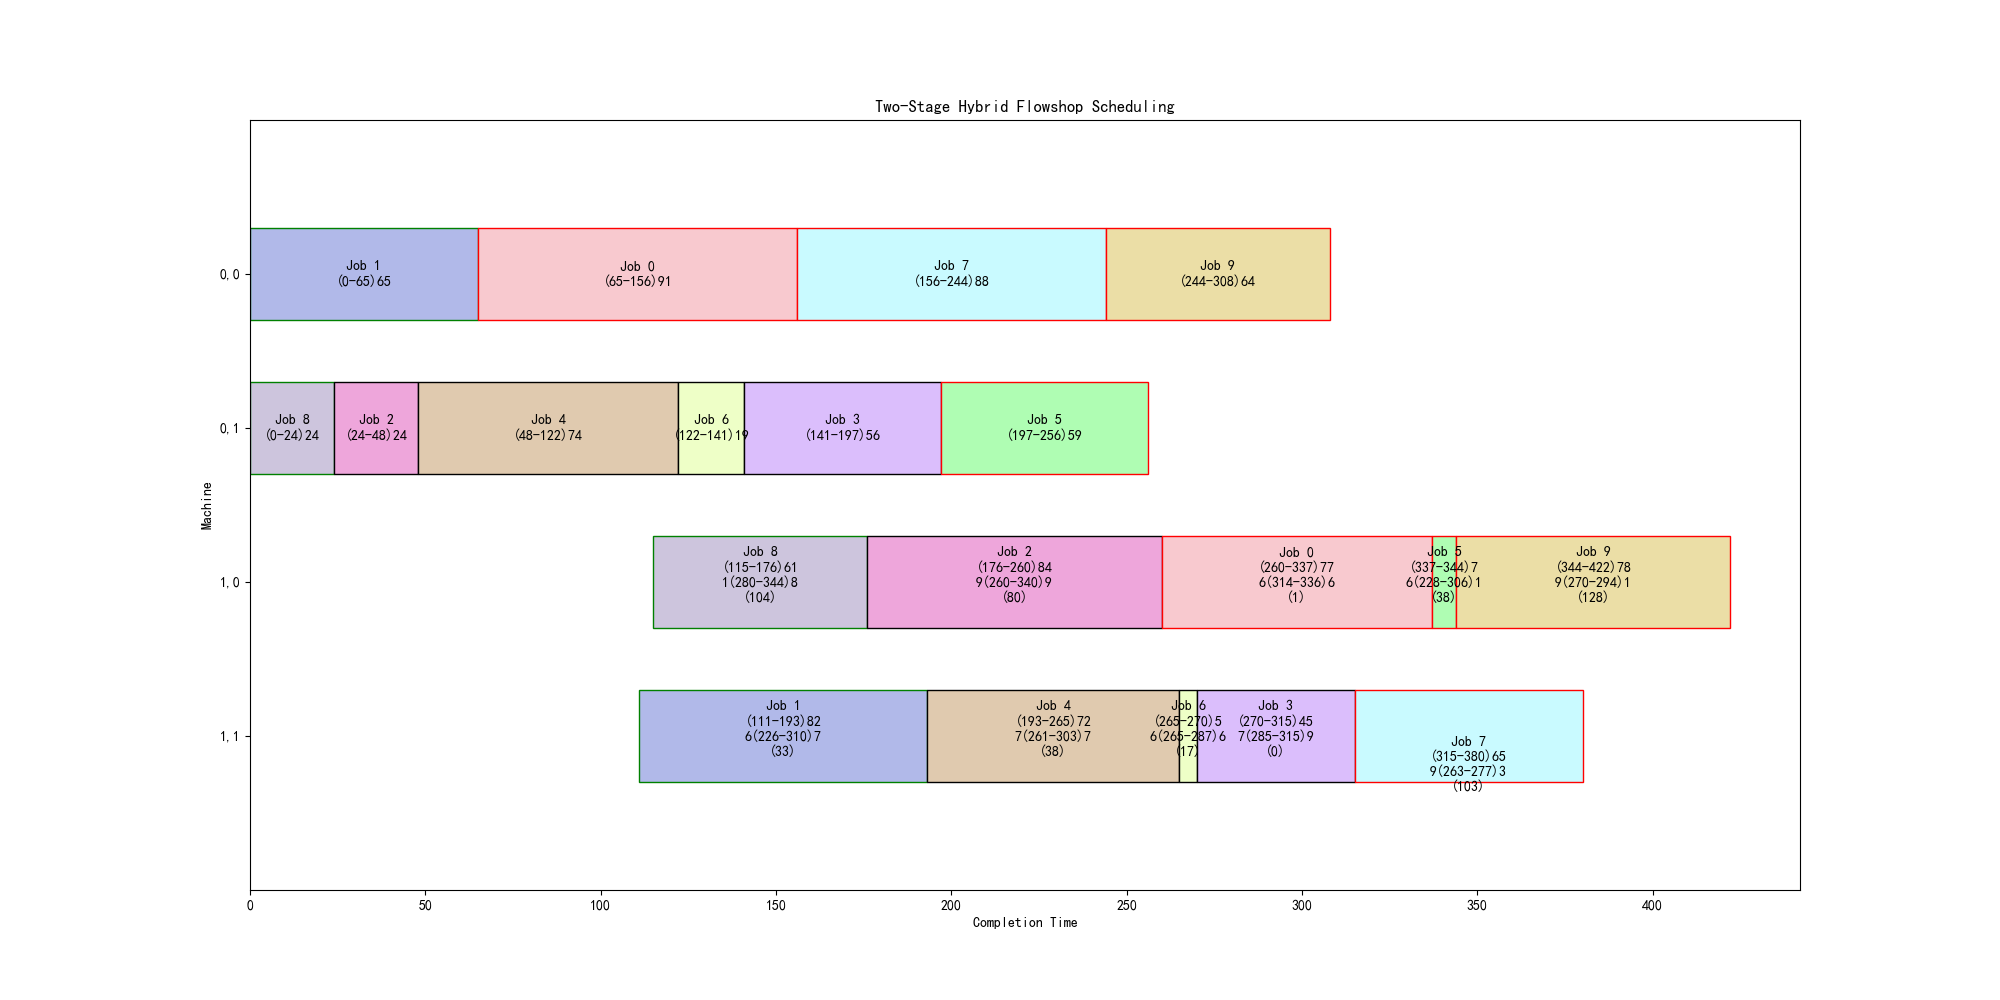 Two-Stage Hybrid Flowshop Scheduling
0,0
Job 1
(0-65)65
Job 0
(65-156)91
Job 7
(156-244)88
Job 9
(244-308)64
0,1
Job 8
(0-24)24
Job 2
(24-48)24
Job 4
(48-122)74
Job 6
(122-141)19
Job 3
(141-197)56
Job 5
(197-256)59
Machine
1,0
Job 8
(115-176)61
1(280-344)8
(104)
Job 2
(176-260)84
9(260-340)9
(80)
Job 0
(260-337)77
6(314-336)6
(1)
Job 5
(337-344)7
6(228-306)1
(38)
Job 9
(344-422)78
9(270-294)1
(128)
1,1
Job 1
(111-193)82
6(226-310)7
(33)
Job 4
(193-265)72
7(261-303)7
(38)
Job 6
(265-270)5
6(265-287)6
(17)
Job 3
(270-315)45
7(285-315)9
(0)
Job 7
(315-380)65
9(263-277)3
(103)
0
50
100
150
200
250
300
350
400
Completion Time